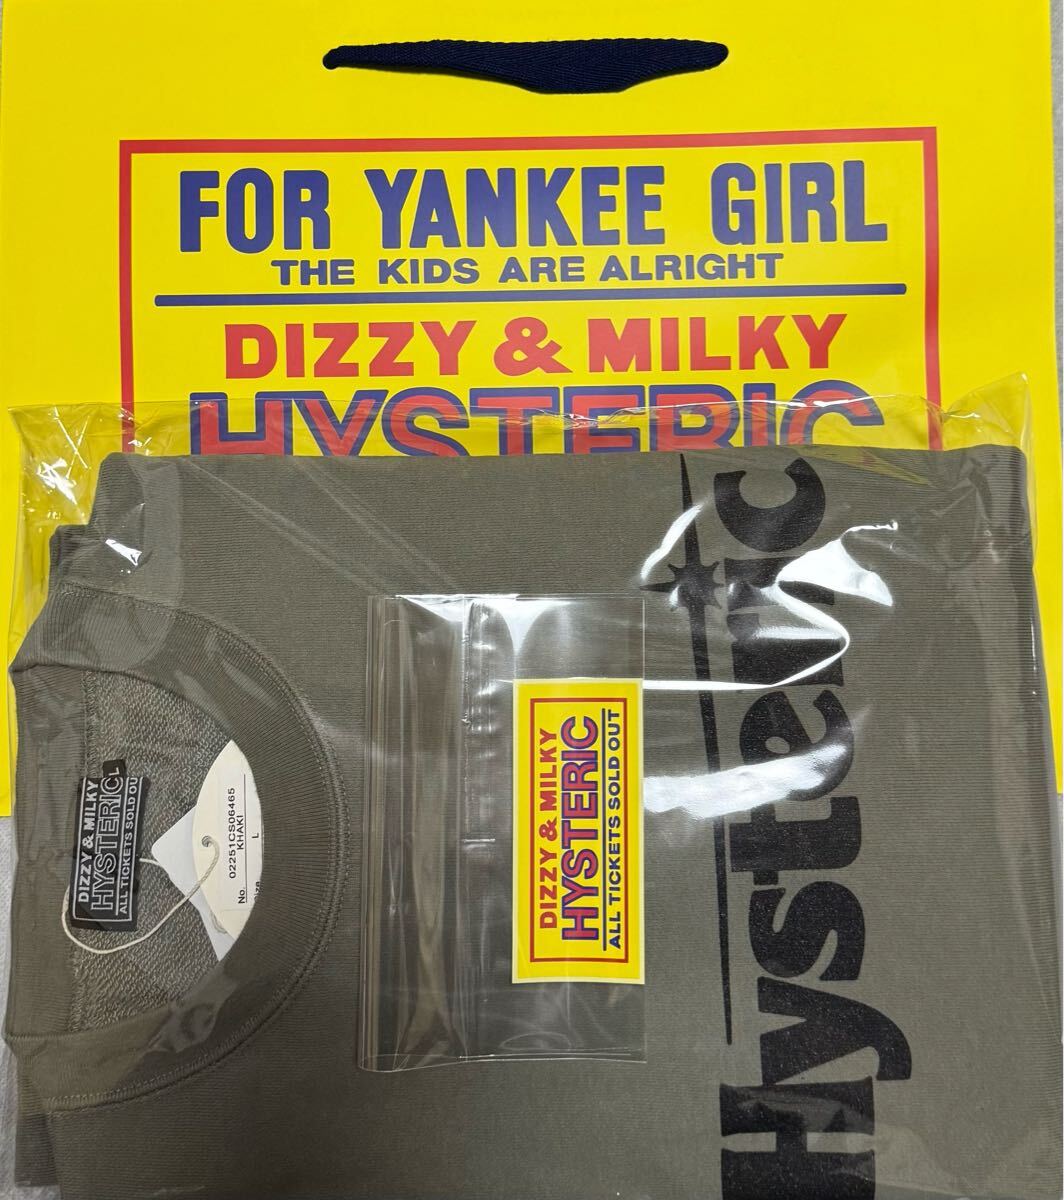 FOR YANKEE GIRL
THE KIDS ARE ALRIGHT
DIZZY & MILKY
HYSTERIC
Hysteric
DIZZY & MILKY
HYSTERIC
ALL TICKETS SOLD OUT
DIZZY & MILKY
HYSTERIC
ALL TICKETS SOLD OU
L
No. 02251CS06465
KHAKI
L